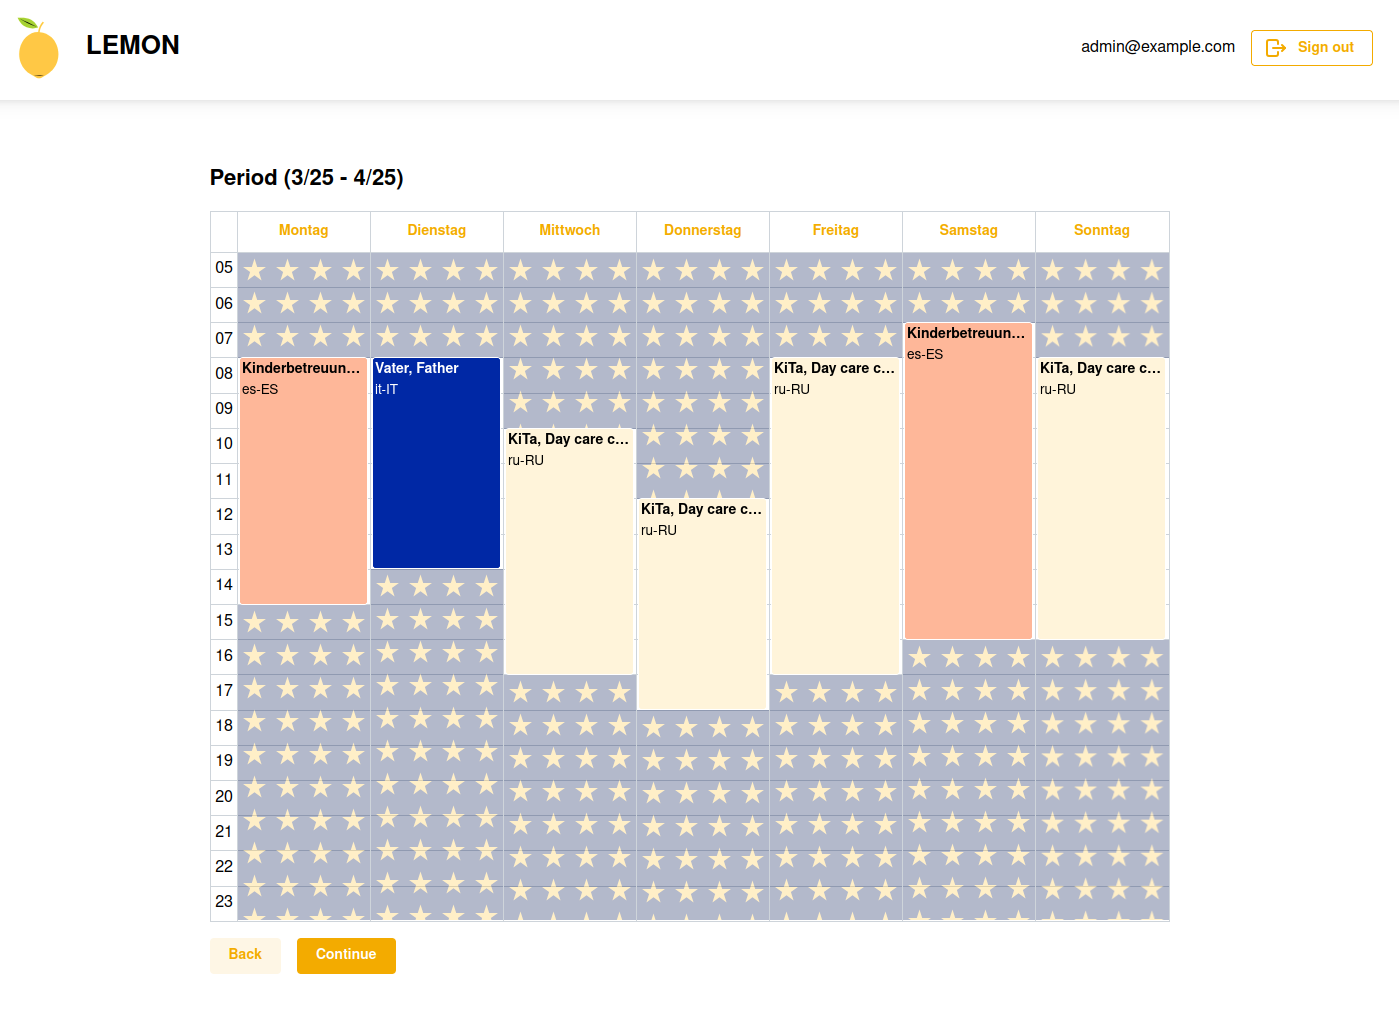 LEMON
admin@example.com
Sign out
Period (3/25 - 4/25)
Montag Dienstag Mittwoch Donnerstag Freitag Samstag Sonntag
05
06
07
Kinderbetreuun...
es-ES
08
Kinderbetreuun... Vater, Father KiTa, Day care c... KiTa, Day care c...
es-ES it-IT ru-RU ru-RU
09
10
KiTa, Day care c...
ru-RU
11
12
KiTa, Day care c...
ru-RU
13
14
15
16
17
18
19
20
21
22
23
Back Continue